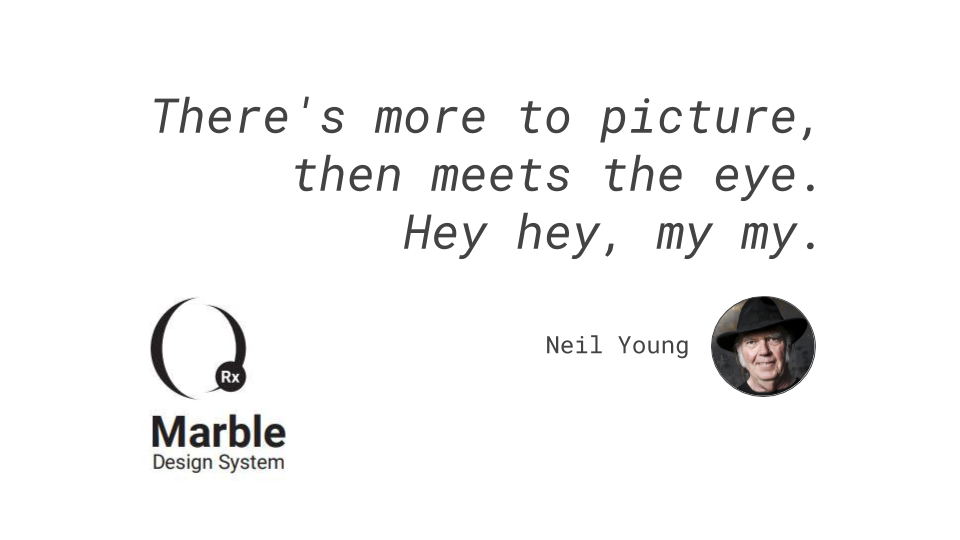 There's more to picture,
then meets the eye.
Hey hey, my my.
Neil Young
Rx
Marble
Design System